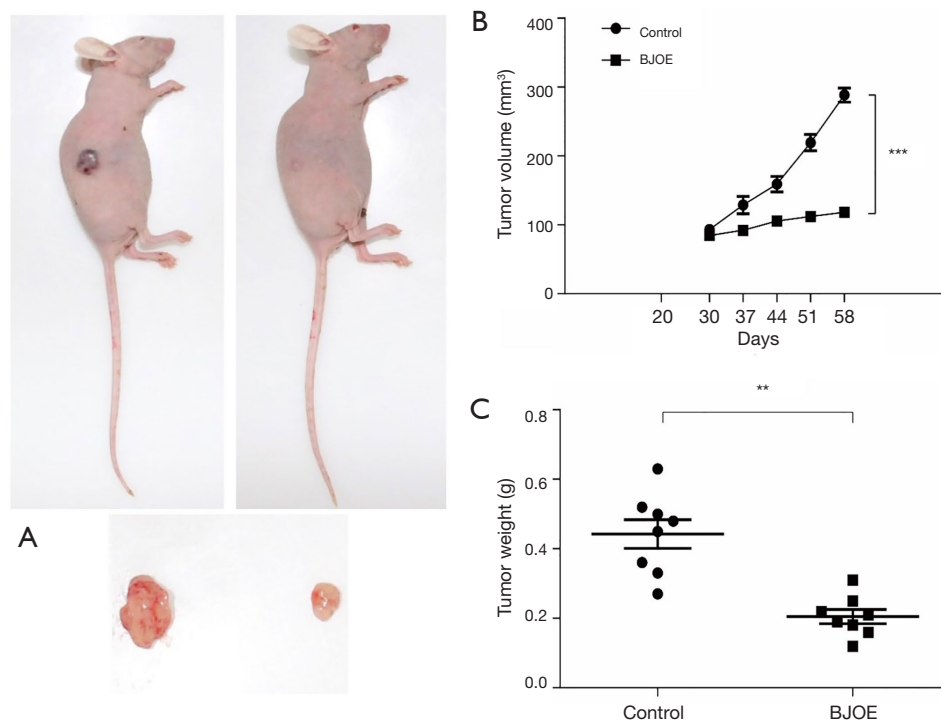 A
B
Tumor volume (mm³)
400
300
200
100
0
Control
BJOE
***
20 30 37 44 51 58
Days
C
Tumor weight (g)
0.8
0.6
0.4
0.2
0.0
**
Control BJOE